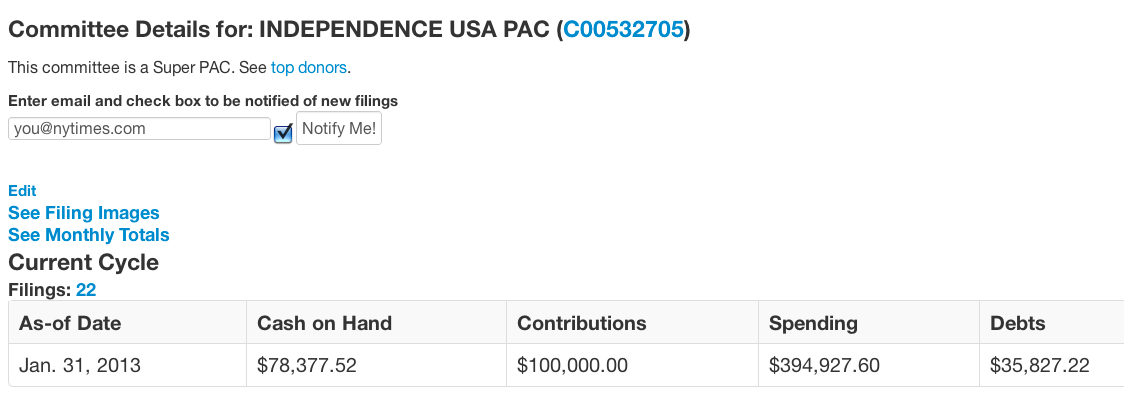 Committee Details for: INDEPENDENCE USA PAC (C00532705)
This committee is a Super PAC. See top donors.
Enter email and check box to be notified of new filings
you@nytimes.com Notify Me!
Edit
See Filing Images
See Monthly Totals
Current Cycle
Filings: 22
As-of Date Cash on Hand Contributions Spending Debts
Jan. 31, 2013 $78,377.52 $100,000.00 $394,927.60 $35,827.22